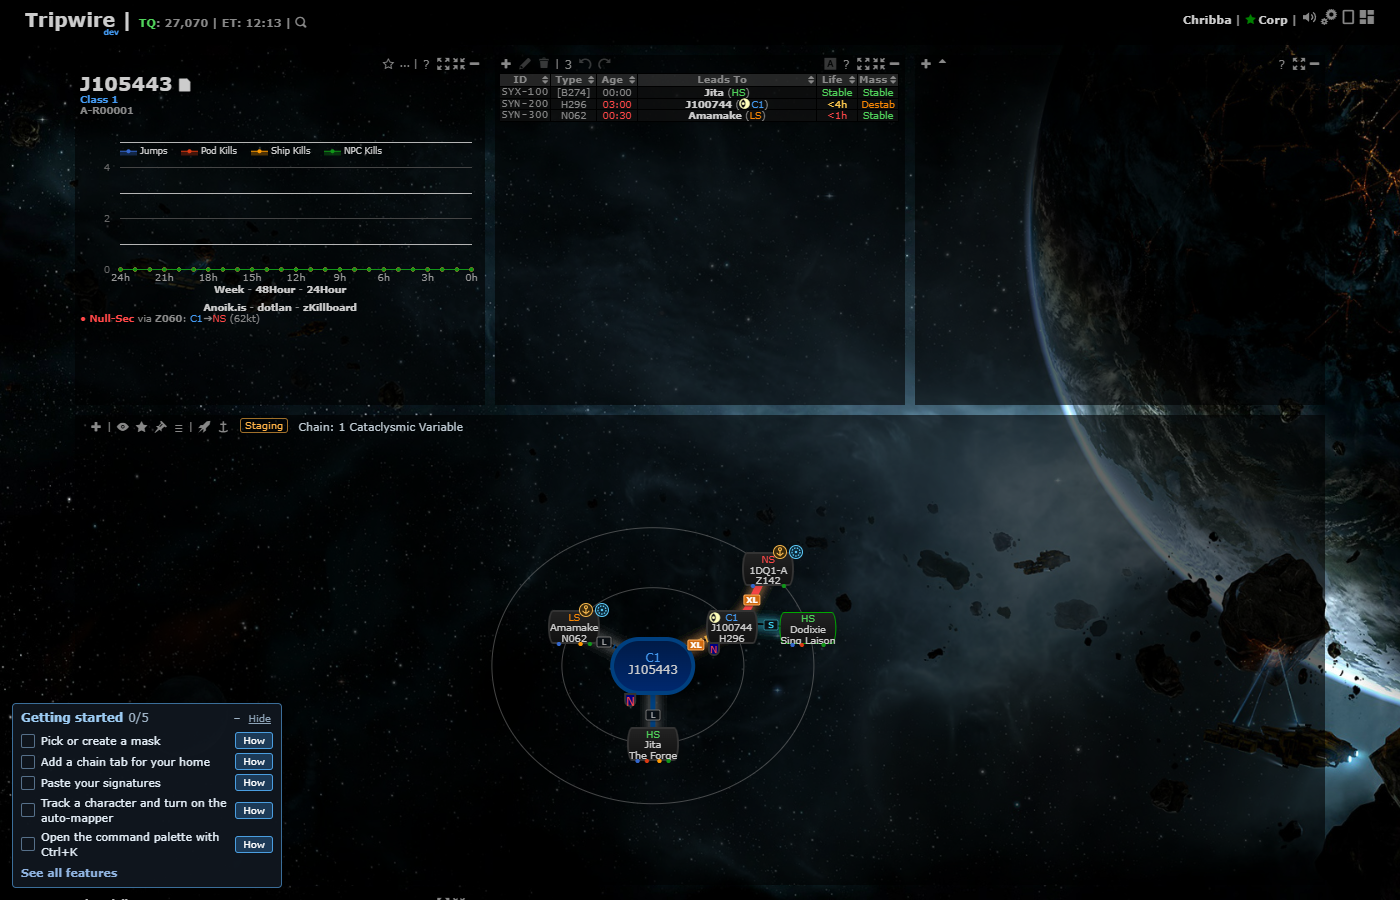 Tripwire |
dev
TQ: 27,070 | ET: 12:13 |
Chribba | ★ Corp |
☆ ... | ?
J105443
Class 1
A-R00001
Jumps Pod Kills Ship Kills NPC Kills
4
2
0
24h 21h 18h 15h 12h 9h 6h 3h 0h
Week - 48Hour - 24Hour
Anoik.is - dotlan - zKillboard
• Null-Sec via Z060: C1→NS (62kt)
| 3
A ?
ID Type Age Leads To Life Mass
SYX-100 [B274] 00:00 Jita (HS) Stable Stable
SYN-200 H296 03:00 J100744 (C1) <4h Destab
SYN-300 N062 00:30 Amamake (LS) <1h Stable
?
Staging Chain: 1 Cataclysmic Variable
NS
1DQ1-A
Z142
XL
LS
Amamake
N062
L
C1
J100744
H296
S
HS
Dodixie
Sinq Laison
XL
N
C1
J105443
N
L
HS
Jita
The Forge
Getting started 0/5 – Hide
Pick or create a mask How
Add a chain tab for your home How
Paste your signatures How
Track a character and turn on the
auto-mapper How
Open the command palette with
Ctrl+K How
See all features